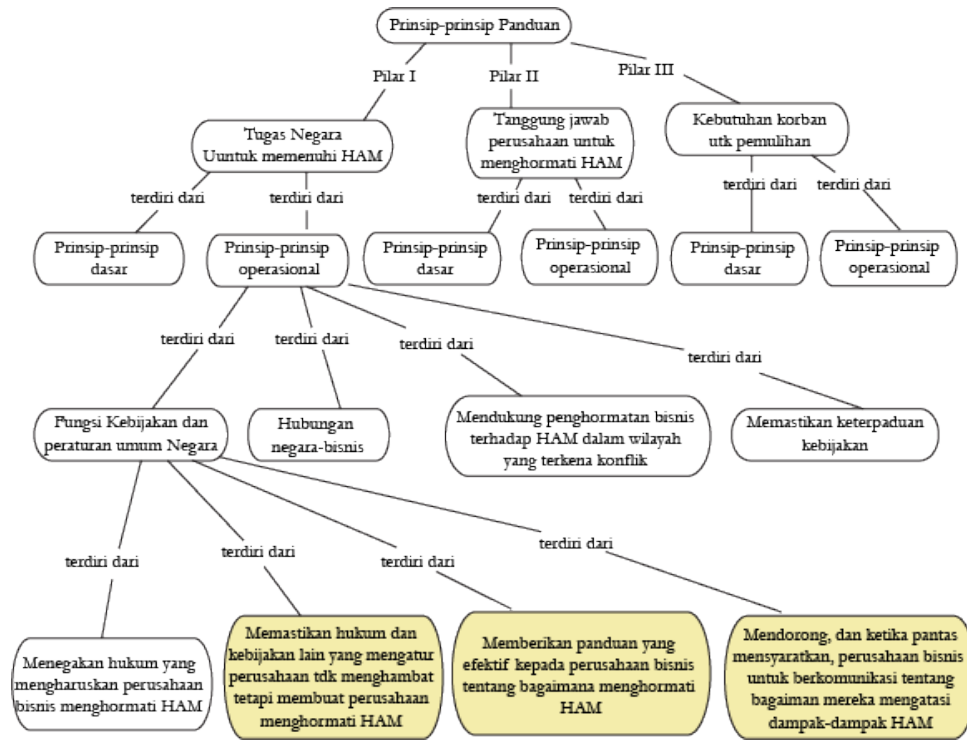 Prinsip-prinsip Panduan
Pilar I
Pilar II
Pilar III
Tugas Negara
Uuntuk memenuhi HAM
Tanggung jawab
perusahaan untuk
menghormati HAM
Kebutuhan korban
utk pemulihan
terdiri dari
terdiri dari
terdiri dari
terdiri dari
terdiri dari
terdiri dari
Prinsip-prinsip
dasar
Prinsip-prinsip
operasional
Prinsip-prinsip
dasar
Prinsip-prinsip
operasional
Prinsip-prinsip
dasar
Prinsip-prinsip
operasional
terdiri dari
terdiri dari
terdiri dari
terdiri dari
Fungsi Kebijakan dan
peraturan umum Negara
Hubungan
negara-bisnis
Mendukung penghormatan bisnis
terhadap HAM dalam wilayah
yang terkena konflik
Memastikan keterpaduan
kebijakan
terdiri dari
terdiri dari
terdiri dari
terdiri dari
Menegakan hukum yang
mengharuskan perusahaan
bisnis menghormati HAM
Memastikan hukum dan
kebijakan lain yang mengatur
perusahaan tdk menghambat
tetapi membuat perusahaan
menghormati HAM
Memberikan panduan yang
efektif kepada perusahaan bisnis
tentang bagaimana menghormati
HAM
Mendorong, dan ketika pantas
mensyaratkan, perusahaan bisnis
untuk berkomunikasi tentang
bagaiman mereka mengatasi
dampak-dampak HAM